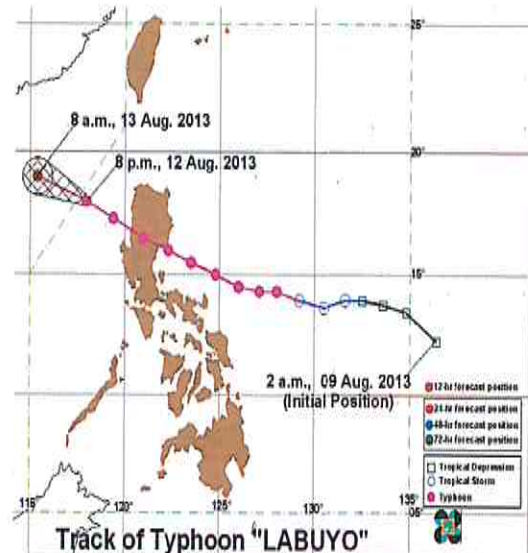 25°
8 a.m., 13 Aug. 2013
20°
8 p.m., 12 Aug. 2013
15°
2 a.m., 09 Aug. 2013
(Initial Position)
12-hr forecast position
24-hr forecast position
48-hr forecast position
72-hr forecast position
Tropical Depression
Tropical Storm
Typhoon
115°
120°
125°
130°
135°
05°
Track of Typhoon "LABUYO"